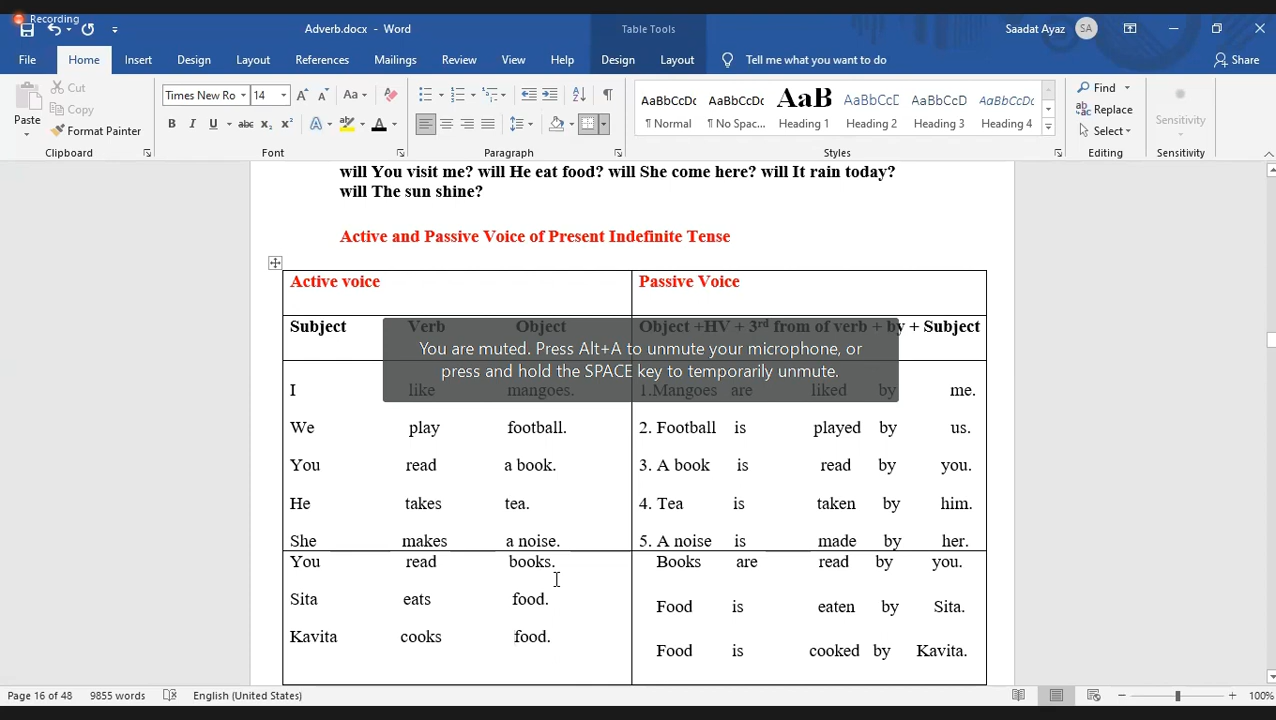 Recording
Adverb.docx - Word
Table Tools
Saadat Ayaz
SA
File Home Insert Design Layout References Mailings Review View Help Design Layout Tell me what you want to do Share
Paste
Cut
Copy
Format Painter
Clipboard
Times New Ro 14
Font
Paragraph
AaBbCcDc AaBbCcDc AaB AaBbCcDd AaBbCcDd AaBbCcDd
¶ Normal ¶ No Spac... Heading 1 Heading 2 Heading 3 Heading 4
Styles
Find
Replace
Select
Editing
Sensitivity
Sensitivity
will You visit me? will He eat food? will She come here? will It rain today?
will The sun shine?
Active and Passive Voice of Present Indefinite Tense
Active voice Passive Voice
Subject Verb Object Object +HV + 3rd from of verb + by + Subject
You are muted. Press Alt+A to unmute your microphone, or
press and hold the SPACE key to temporarily unmute.
I like mangoes. 1.Mangoes are liked by me.
We play football. 2. Football is played by us.
You read a book. 3. A book is read by you.
He takes tea. 4. Tea is taken by him.
She makes a noise. 5. A noise is made by her.
You read books. Books are read by you.
Sita eats food. Food is eaten by Sita.
Kavita cooks food. Food is cooked by Kavita.
Page 16 of 48 9855 words English (United States) 100%